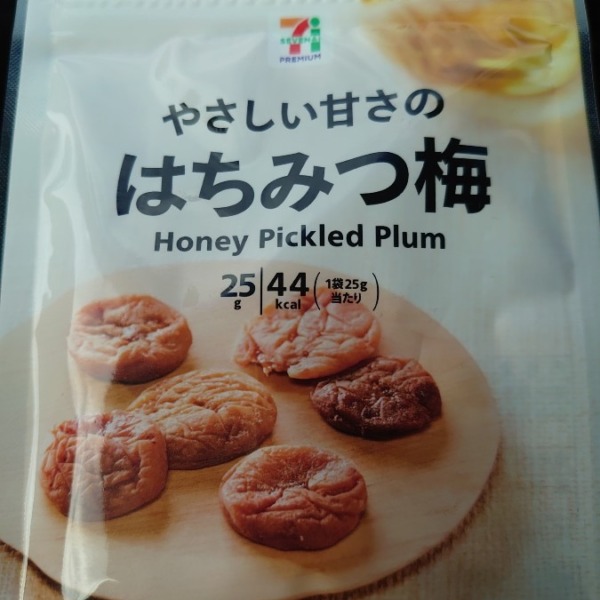 SEVEN & i
PREMIUM
やさしい甘さの
はちみつ梅
Honey Pickled Plum
25g 44kcal (1袋25g当たり)